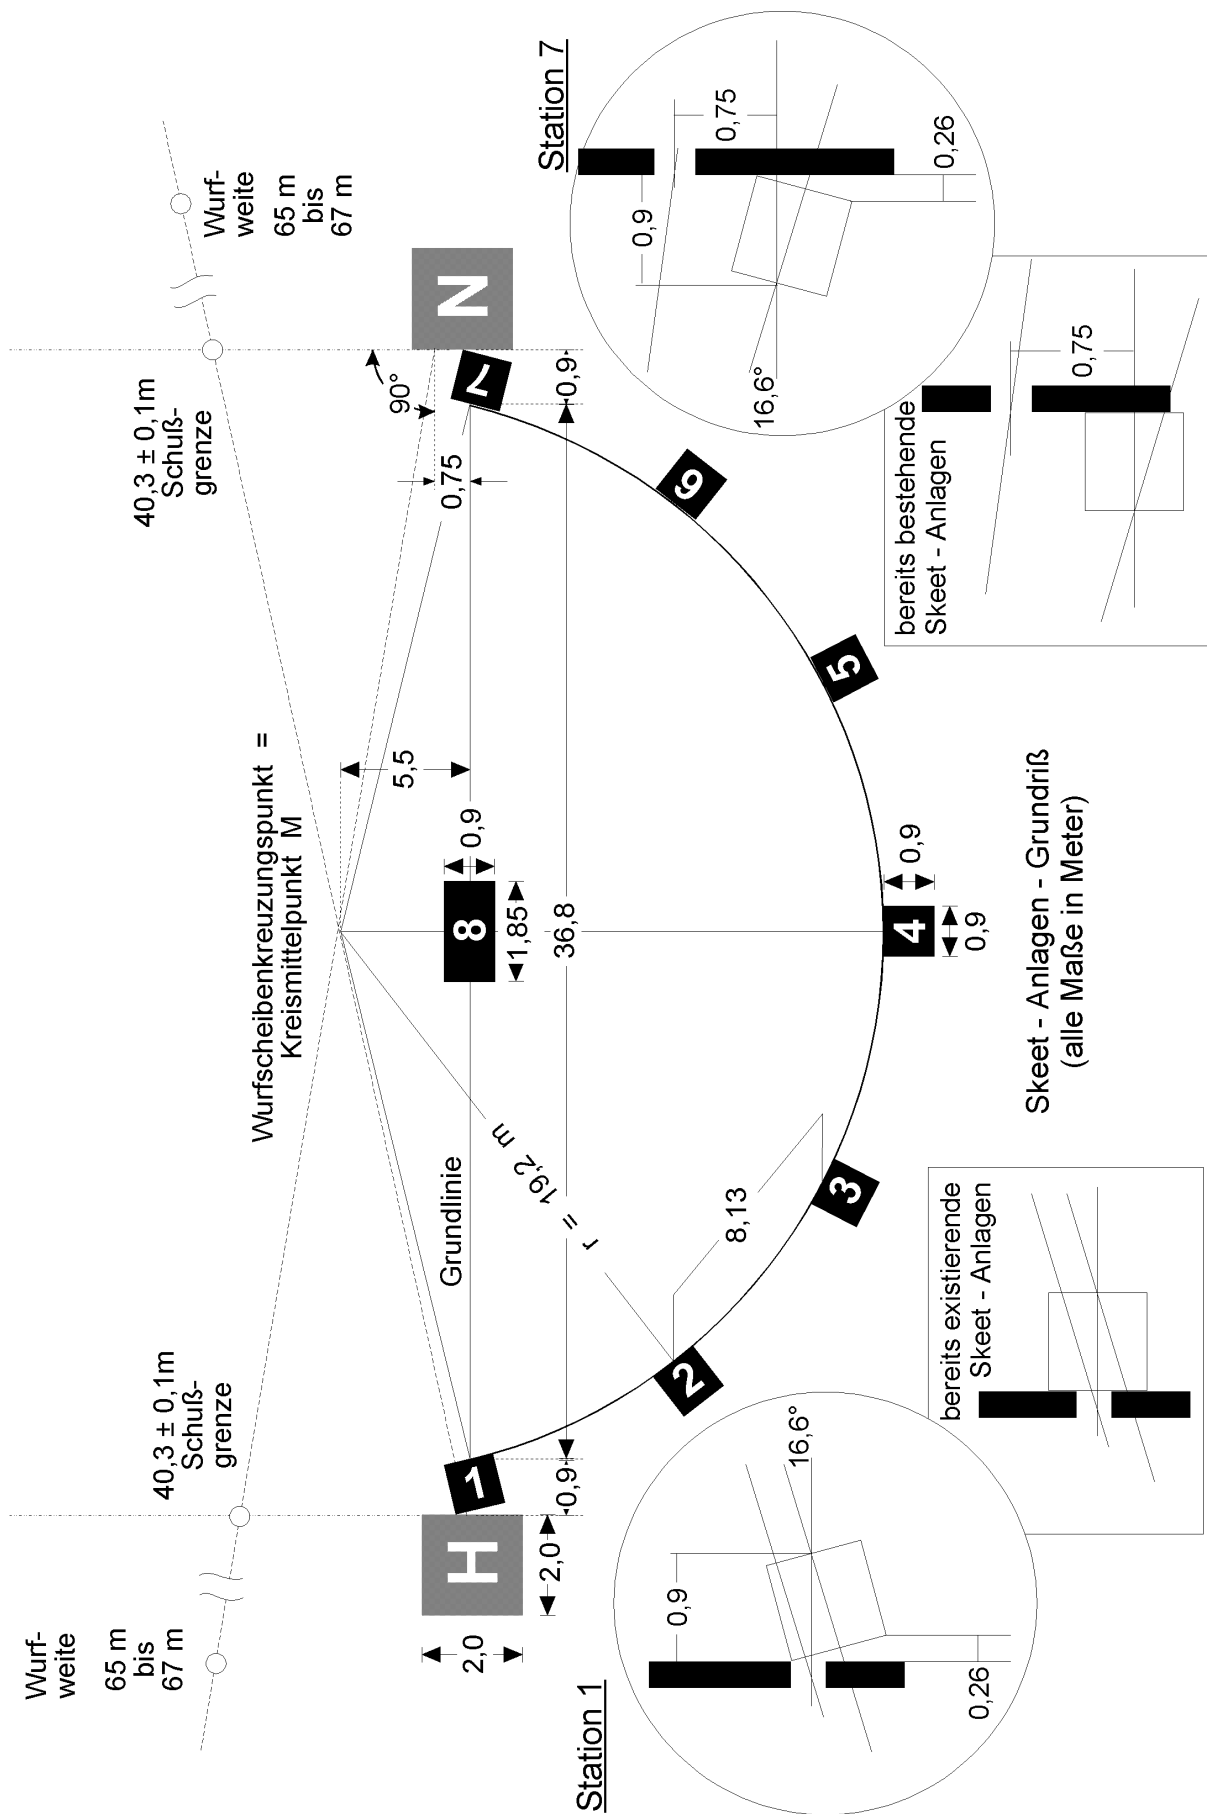 Wurf-
weite
65 m
bis
67 m
40,3 ± 0,1m
Schuß-
grenze
Wurfscheibenkreuzungspunkt =
Kreismittelpunkt M
40,3 ± 0,1m
Schuß-
grenze
Wurf-
weite
65 m
bis
67 m
H
N
1
2
3
4
5
6
7
8
90°
0,75
5,5
Grundlinie
0,9
1,85
36,8
0,9
0,9
2,0
2,0
r = 19,2 m
8,13
0,9
0,9
Station 1
0,9
16,6°
0,26
bereits existierende
Skeet - Anlagen
Skeet - Anlagen - Grundriß
(alle Maße in Meter)
Station 7
0,9
0,75
16,6°
0,26
bereits bestehende
Skeet - Anlagen
0,75